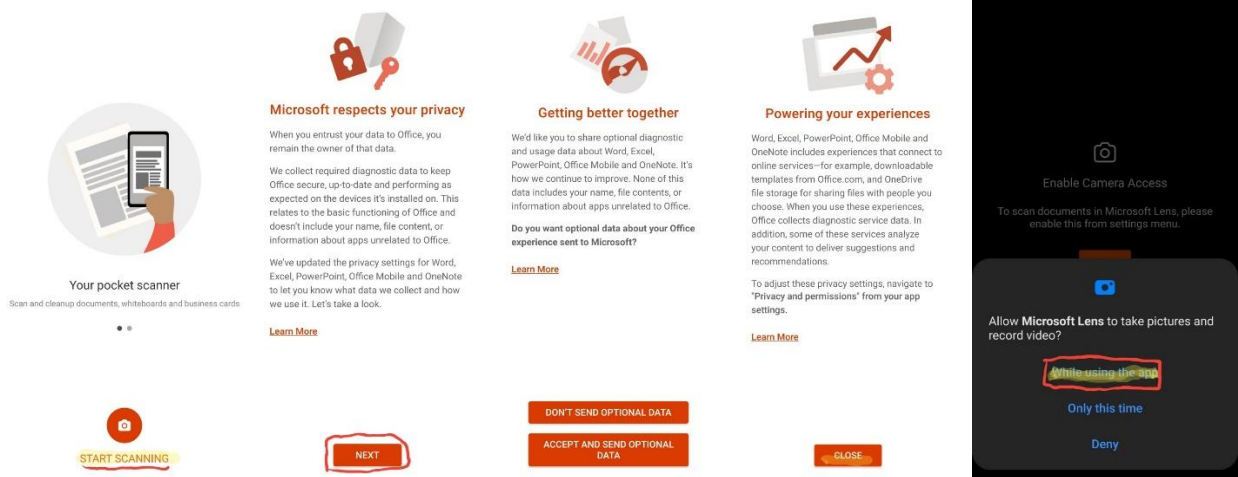 Your pocket scanner
Scan and cleanup documents, whiteboards and business cards
START SCANNING
Microsoft respects your privacy
When you entrust your data to Office, you
remain the owner of that data.
We collect required diagnostic data to keep
Office secure, up-to-date and performing as
expected on the devices it's installed on. This
relates to the basic functioning of Office and
doesn't include your name, file content, or
information about apps unrelated to Office.
We've updated the privacy settings for Word,
Excel, PowerPoint, Office Mobile and OneNote
to let you know what data we collect and how
we use it. Let's take a look.
Learn More
NEXT
Getting better together
We'd like you to share optional diagnostic
and usage data about Word, Excel,
PowerPoint, Office Mobile and OneNote. It's
how we continue to improve. None of this
data includes your name, file contents, or
information about apps unrelated to Office.
Do you want optional data about your Office
experience sent to Microsoft?
Learn More
DON'T SEND OPTIONAL DATA
ACCEPT AND SEND OPTIONAL
DATA
Powering your experiences
Word, Excel, PowerPoint, Office Mobile and
OneNote includes experiences that connect to
online services—for example, downloadable
templates from Office.com, and OneDrive
file storage for sharing files with people you
choose. When you use these experiences,
Office collects diagnostic service data. In
addition, some of these services analyze
your content to deliver suggestions and
recommendations.
To adjust these privacy settings, navigate to
"Privacy and permissions" from your app
settings.
Learn More
CLOSE
Enable Camera Access
To scan documents in Microsoft Lens, please
enable this from settings menu.
Allow Microsoft Lens to take pictures and
record video?
While using the app
Only this time
Deny